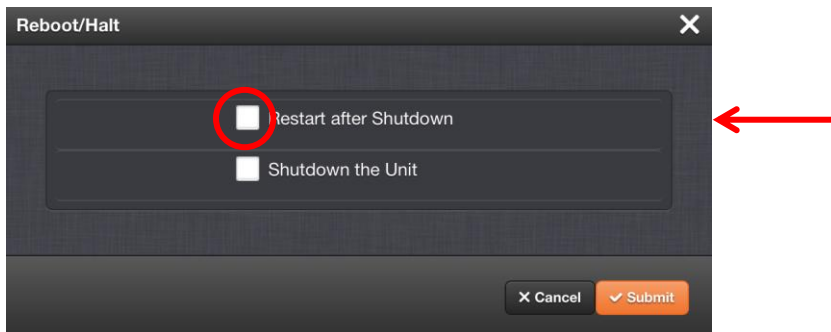 Reboot/Halt
Restart after Shutdown
Shutdown the Unit
Cancel
Submit